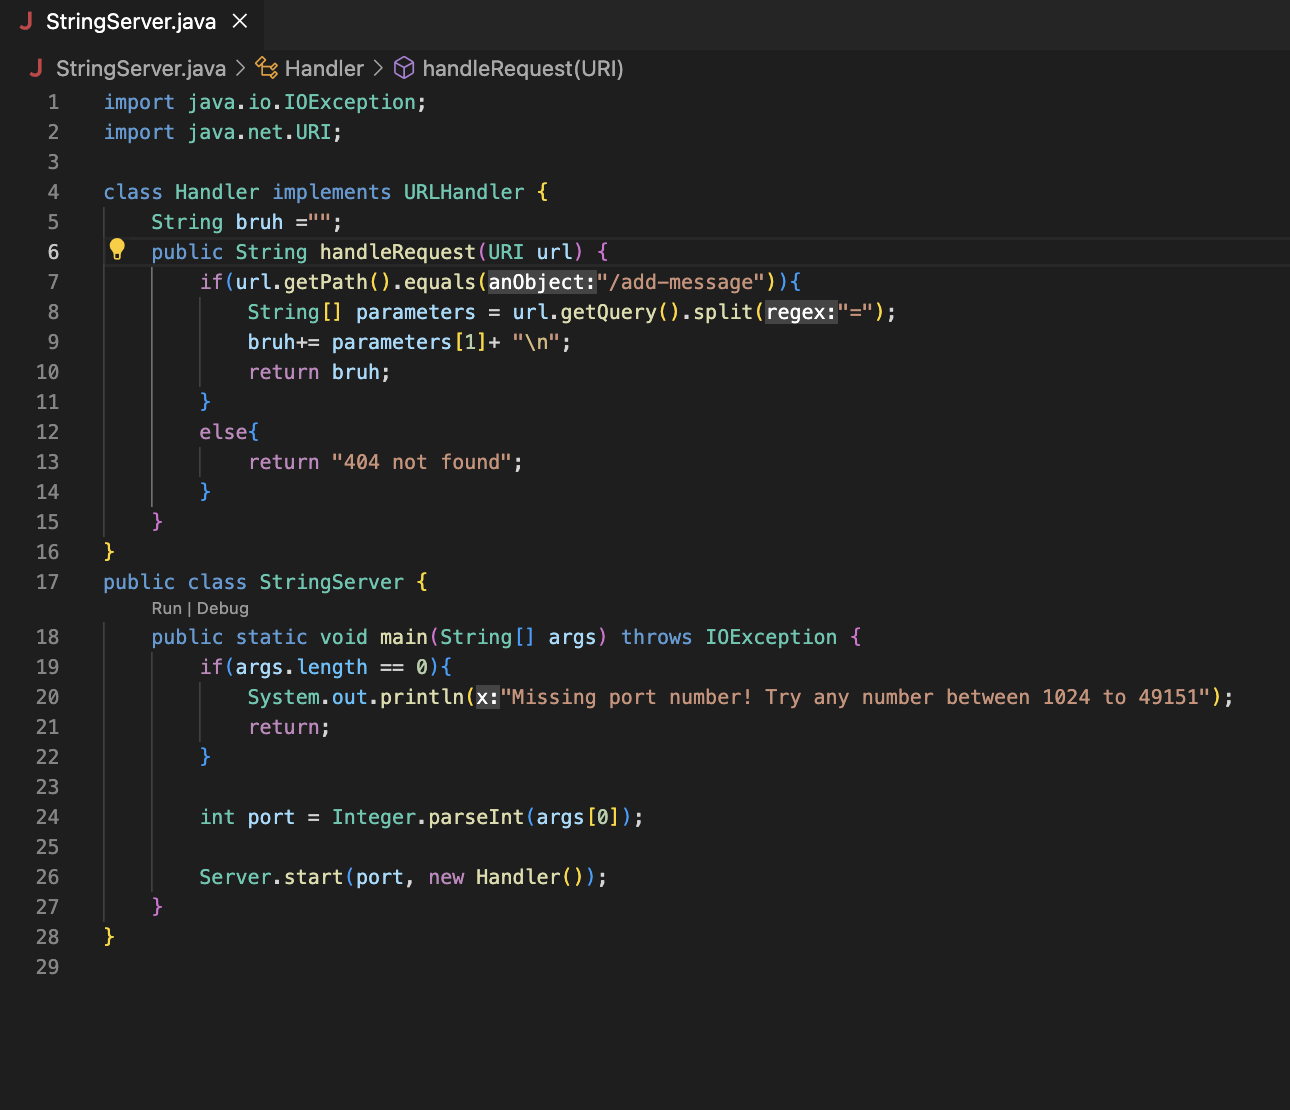 J StringServer.java ×
J StringServer.java > Handler > handleRequest(URI)
1 import java.io.IOException;
2 import java.net.URI;
3
4 class Handler implements URLHandler {
5 String bruh ="";
6 public String handleRequest(URI url) {
7 if(url.getPath().equals(anObject:"/add-message")){
8 String[] parameters = url.getQuery().split(regex:"=");
9 bruh+= parameters[1]+ "\n";
10 return bruh;
11 }
12 else{
13 return "404 not found";
14 }
15 }
16 }
17 public class StringServer {
Run | Debug
18 public static void main(String[] args) throws IOException {
19 if(args.length == 0){
20 System.out.println(x:"Missing port number! Try any number between 1024 to 49151");
21 return;
22 }
23
24 int port = Integer.parseInt(args[0]);
25
26 Server.start(port, new Handler());
27 }
28 }
29